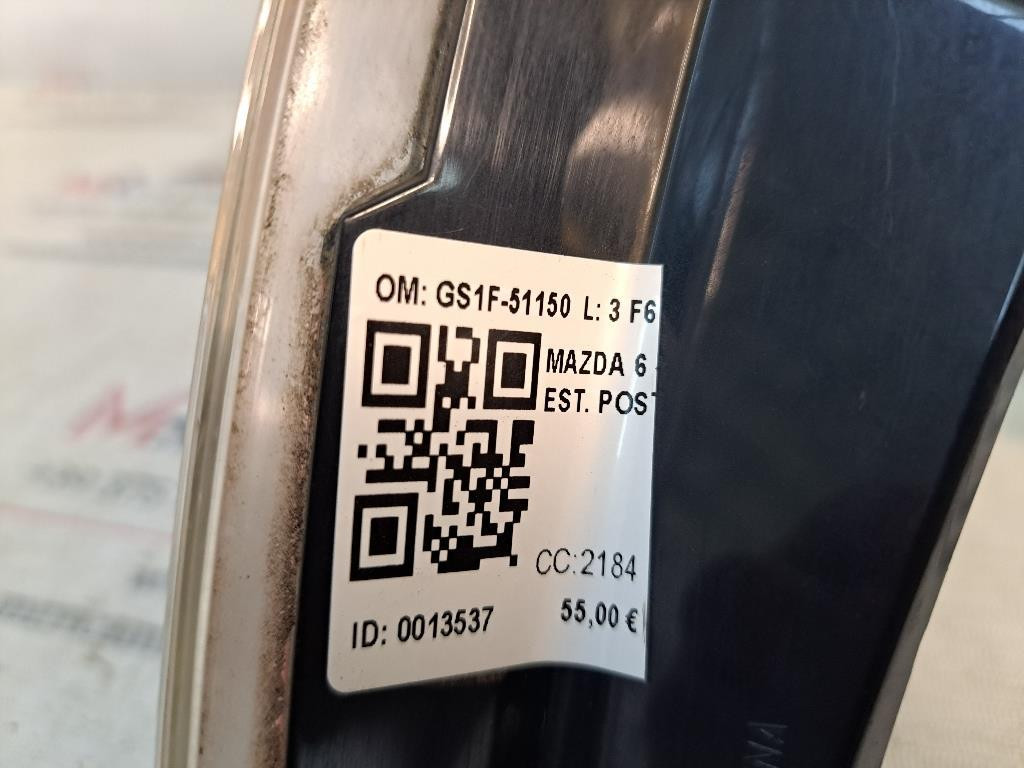 OM: GS1F-51150 L: 3 F6
MAZDA 6
EST. POST
CC:2184
ID: 0013537 55,00 €